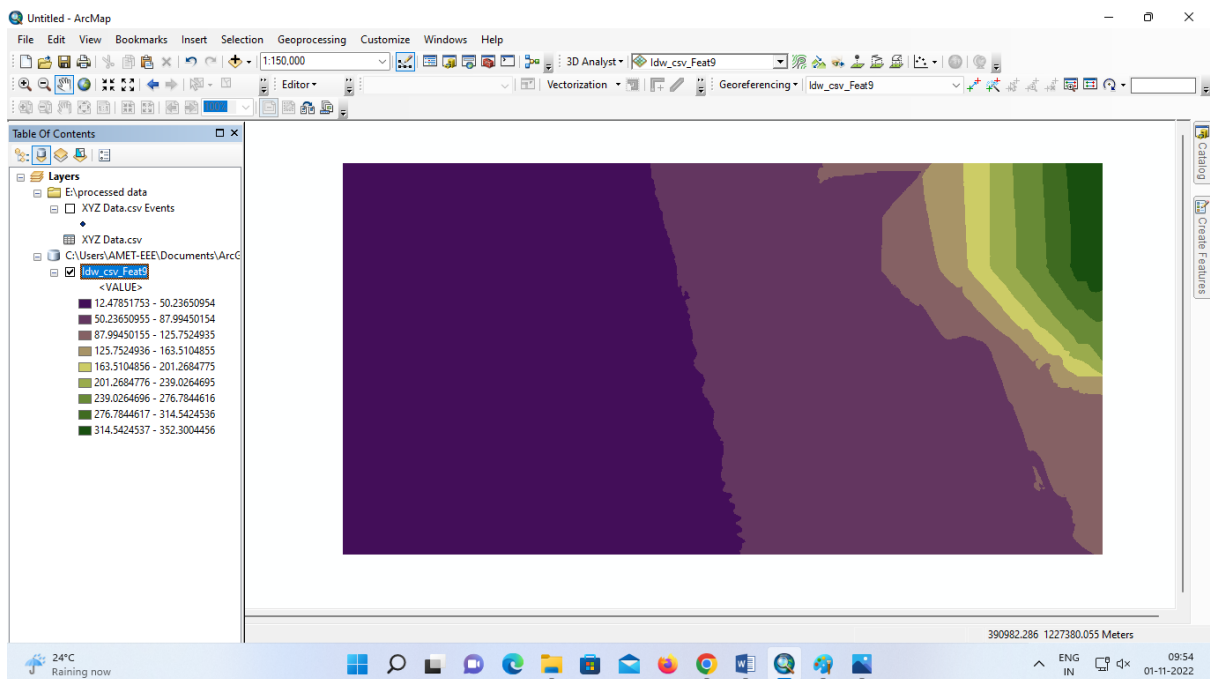 Untitled - ArcMap
File Edit View Bookmarks Insert Selection Geoprocessing Customize Windows Help
1:150,000 3D Analyst Idw_csv_Feat9
Editor Vectorization Georeferencing Idw_csv_Feat9
100%
Table Of Contents
Layers
E:\processed data
XYZ Data.csv Events
XYZ Data.csv
C:\Users\AMET-EEE\Documents\ArcG
Idw_csv_Feat9
<VALUE>
12.47851753 - 50.23650954
50.23650955 - 87.99450154
87.99450155 - 125.7524935
125.7524936 - 163.5104855
163.5104856 - 201.2684775
201.2684776 - 239.0264695
239.0264696 - 276.7844616
276.7844617 - 314.5424536
314.5424537 - 352.3004456
Catalog
Create Features
390982.286 1227380.055 Meters
24°C
Raining now
ENG
IN
09:54
01-11-2022